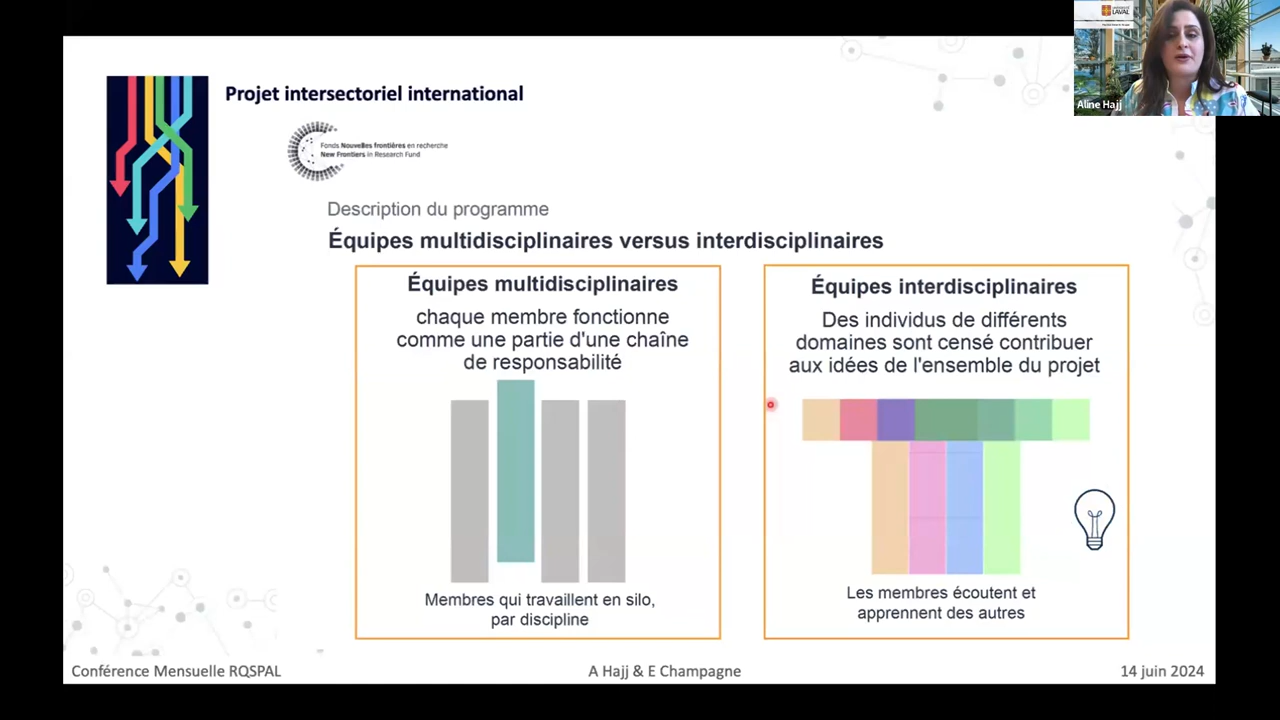 UNIVERSITÉ
LAVAL
Aline Hajj
Projet intersectoriel international
Fonds Nouvelles frontières en recherche
New Frontiers in Research Fund
Description du programme
Équipes multidisciplinaires versus interdisciplinaires
Équipes multidisciplinaires
chaque membre fonctionne
comme une partie d'une chaîne
de responsabilité
Membres qui travaillent en silo,
par discipline
Équipes interdisciplinaires
Des individus de différents
domaines sont censé contribuer
aux idées de l'ensemble du projet
Les membres écoutent et
apprennent des autres
Conférence Mensuelle RQSPAL
A Hajj & E Champagne
14 juin 2024